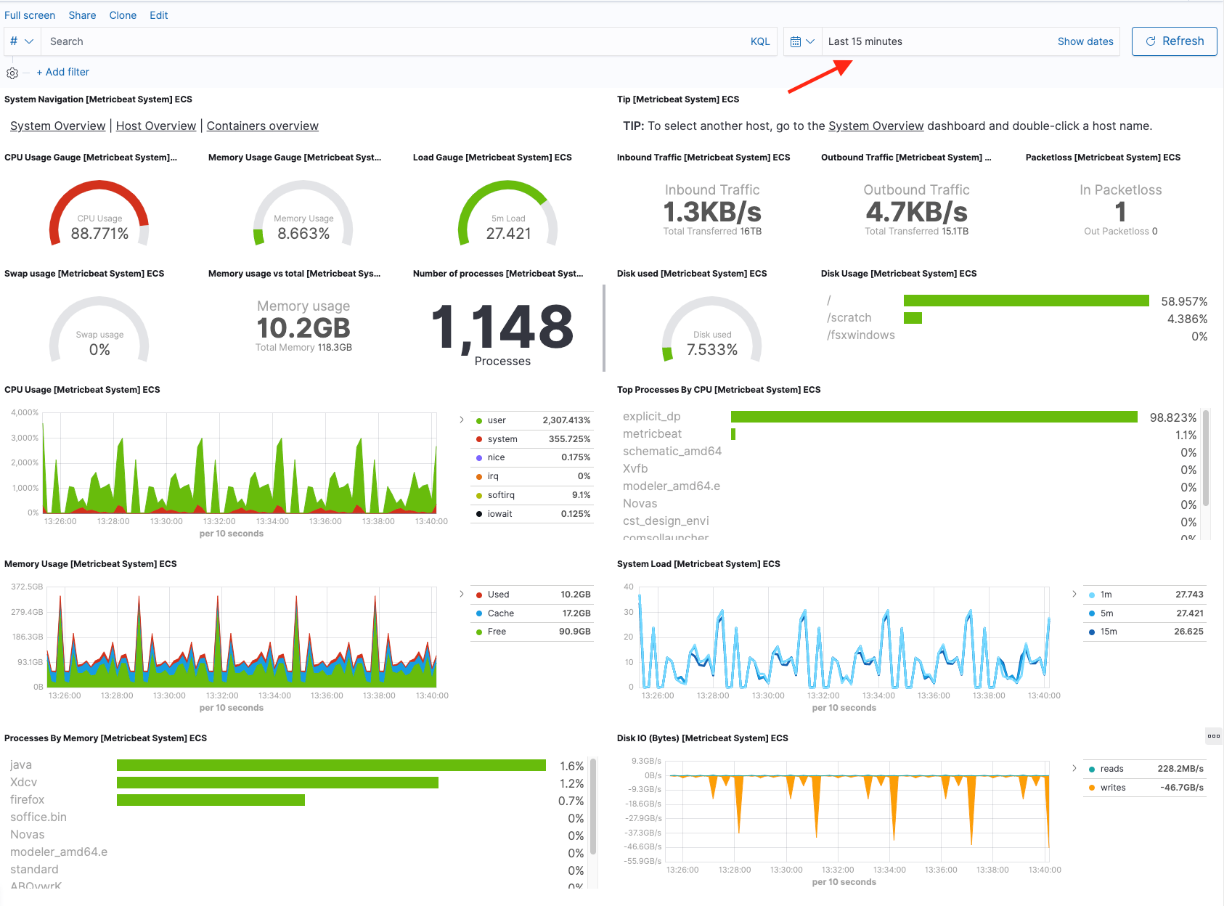 Full screen Share Clone Edit
# Search KQL Last 15 minutes Show dates Refresh
+ Add filter
System Navigation [Metricbeat System] ECS
System Overview | Host Overview | Containers overview
Tip [Metricbeat System] ECS
TIP: To select another host, go to the System Overview dashboard and double-click a host name.
CPU Usage Gauge [Metricbeat System]...
CPU Usage
88.771%
Memory Usage Gauge [Metricbeat Syst...
Memory Usage
8.663%
Load Gauge [Metricbeat System] ECS
5m Load
27.421
Inbound Traffic [Metricbeat System] ECS
Inbound Traffic
1.3KB/s
Total Transferred 16TB
Outbound Traffic [Metricbeat System] ...
Outbound Traffic
4.7KB/s
Total Transferred 15.1TB
Packetloss [Metricbeat System] ECS
In Packetloss
1
Out Packetloss 0
Swap usage [Metricbeat System] ECS
Swap usage
0%
Memory usage vs total [Metricbeat Sys...
Memory usage
10.2GB
Total Memory 118.3GB
Number of processes [Metricbeat Syst...
1,148
Processes
Disk used [Metricbeat System] ECS
Disk used
7.533%
Disk Usage [Metricbeat System] ECS
/ 58.957%
/scratch 4.386%
/fsxwindows 0%
CPU Usage [Metricbeat System] ECS
4,000%
3,000%
2,000%
1,000%
0%
13:26:00 13:28:00 13:30:00 13:32:00 13:34:00 13:36:00 13:38:00 13:40:00
per 10 seconds
user 2,307.413%
system 355.725%
nice 0.175%
irq 0%
softirq 9.1%
iowait 0.125%
Top Processes By CPU [Metricbeat System] ECS
explicit_dp 98.823%
metricbeat 1.1%
schematic_amd64 0%
Xvfb 0%
modeler_amd64.e 0%
Novas 0%
cst_design_envi 0%
comsollauncher 0%
Memory Usage [Metricbeat System] ECS
372.5GB
279.4GB
186.3GB
93.1GB
0B
13:26:00 13:28:00 13:30:00 13:32:00 13:34:00 13:36:00 13:38:00 13:40:00
per 10 seconds
Used 10.2GB
Cache 17.2GB
Free 90.9GB
System Load [Metricbeat System] ECS
40
30
20
10
0
13:26:00 13:28:00 13:30:00 13:32:00 13:34:00 13:36:00 13:38:00 13:40:00
per 10 seconds
1m 27.743
5m 27.421
15m 26.625
Processes By Memory [Metricbeat System] ECS
java 1.6%
Xdcv 1.2%
firefox 0.7%
soffice.bin 0%
Novas 0%
modeler_amd64.e 0%
standard 0%
0%
Disk IO (Bytes) [Metricbeat System] ECS
9.3GB/s
0B/s
-9.3GB/s
-18.6GB/s
-27.9GB/s
-37.3GB/s
-46.6GB/s
-55.9GB/s
13:26:00 13:28:00 13:30:00 13:32:00 13:34:00 13:36:00 13:38:00 13:40:00
per 10 seconds
reads 228.2MB/s
writes -46.7GB/s